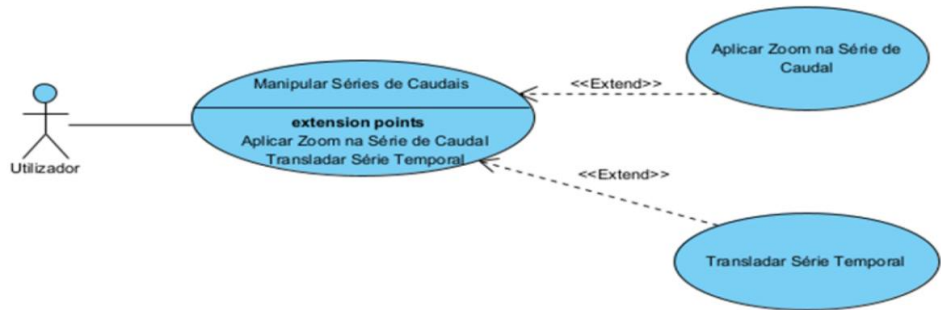 Utilizador
Manipular Séries de Caudais
extension points
Aplicar Zoom na Série de Caudal
Transladar Série Temporal
<<Extend>>
Aplicar Zoom na Série de
Caudal
<<Extend>>
Transladar Série Temporal